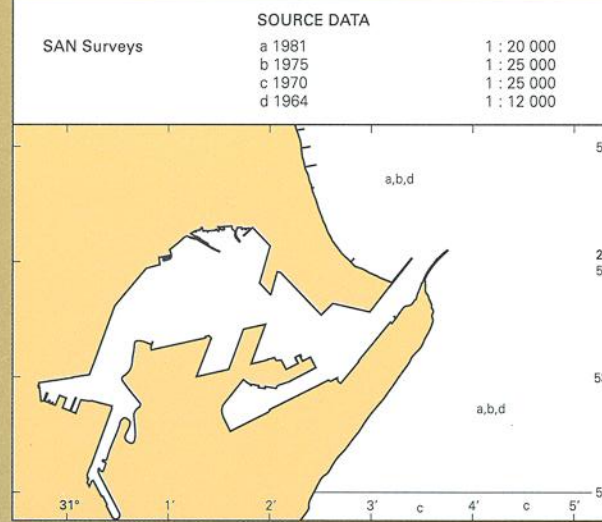 SOURCE DATA
SAN Surveys
a 1981 1 : 20 000
b 1975 1 : 25 000
c 1970 1 : 25 000
d 1964 1 : 12 000
a,b,d
a,b,d
31° 1' 2' 3' c 4' c 5'